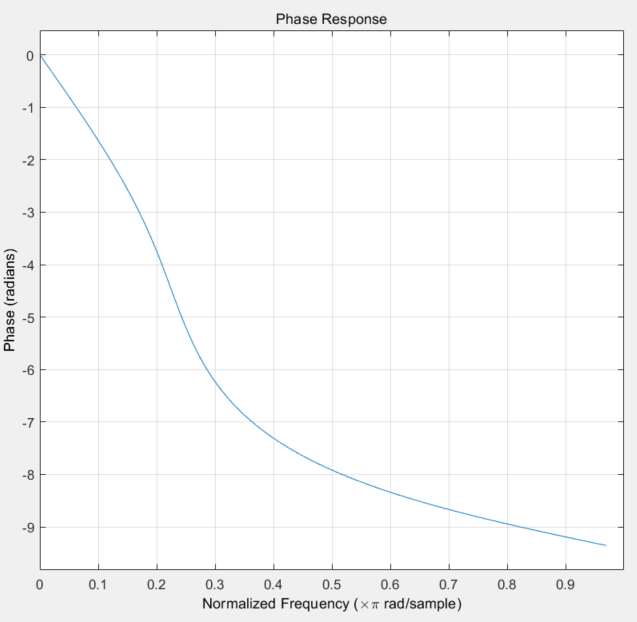 Phase Response
0
-1
-2
-3
-4
-5
-6
-7
-8
-9
Phase (radians)
0 0.1 0.2 0.3 0.4 0.5 0.6 0.7 0.8 0.9
Normalized Frequency (×π rad/sample)